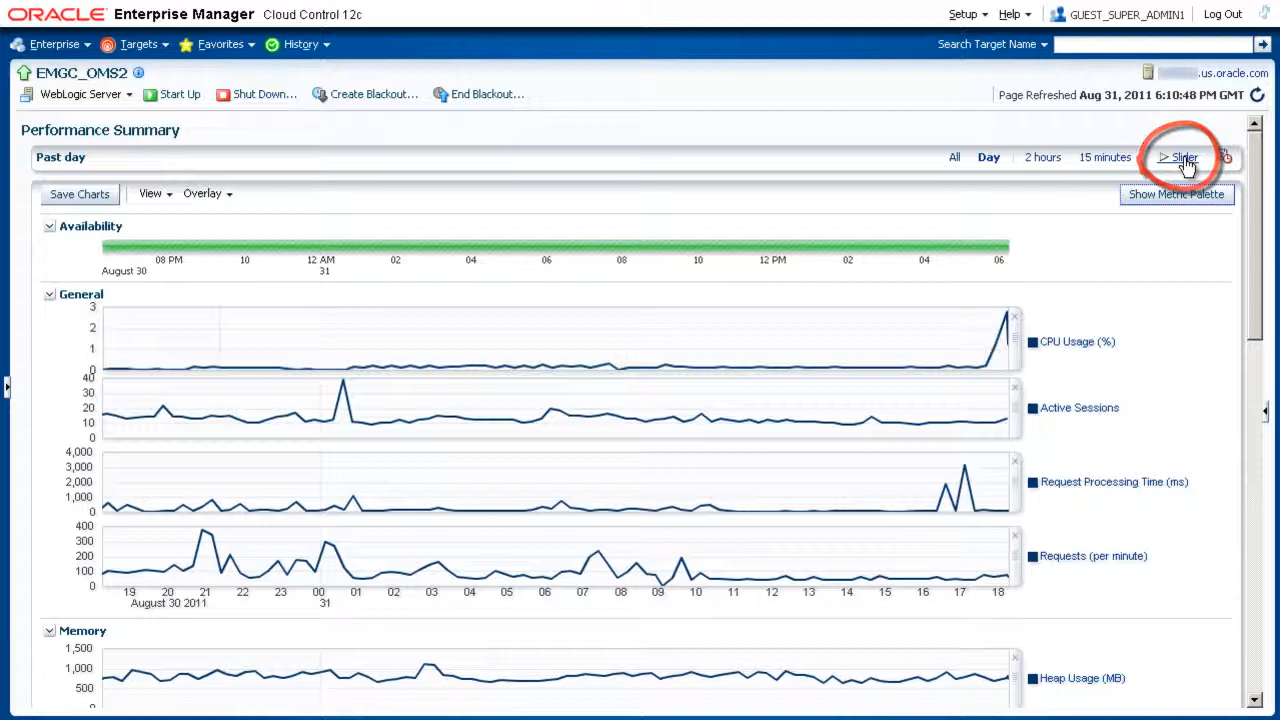 ORACLE Enterprise Manager Cloud Control 12c
Setup Help GUEST_SUPER_ADMIN1 Log Out
Enterprise Targets Favorites History Search Target Name
EMGC_OMS2 .us.oracle.com
WebLogic Server Start Up Shut Down... Create Blackout... End Blackout... Page Refreshed Aug 31, 2011 6:10:48 PM GMT
Performance Summary
Past day All Day 2 hours 15 minutes Slider
Save Charts View Overlay Show Metric Palette
Availability
08 PM 10 12 AM 02 04 06 08 10 12 PM 02 04 06
August 30 31
General
3
2
1
0
CPU Usage (%)
40
30
20
10
0
Active Sessions
4,000
3,000
2,000
1,000
0
Request Processing Time (ms)
400
300
200
100
0
Requests (per minute)
19 20 21 22 23 00 01 02 03 04 05 06 07 08 09 10 11 12 13 14 15 16 17 18
August 30 2011 31
Memory
1,500
1,000
500
0
Heap Usage (MB)